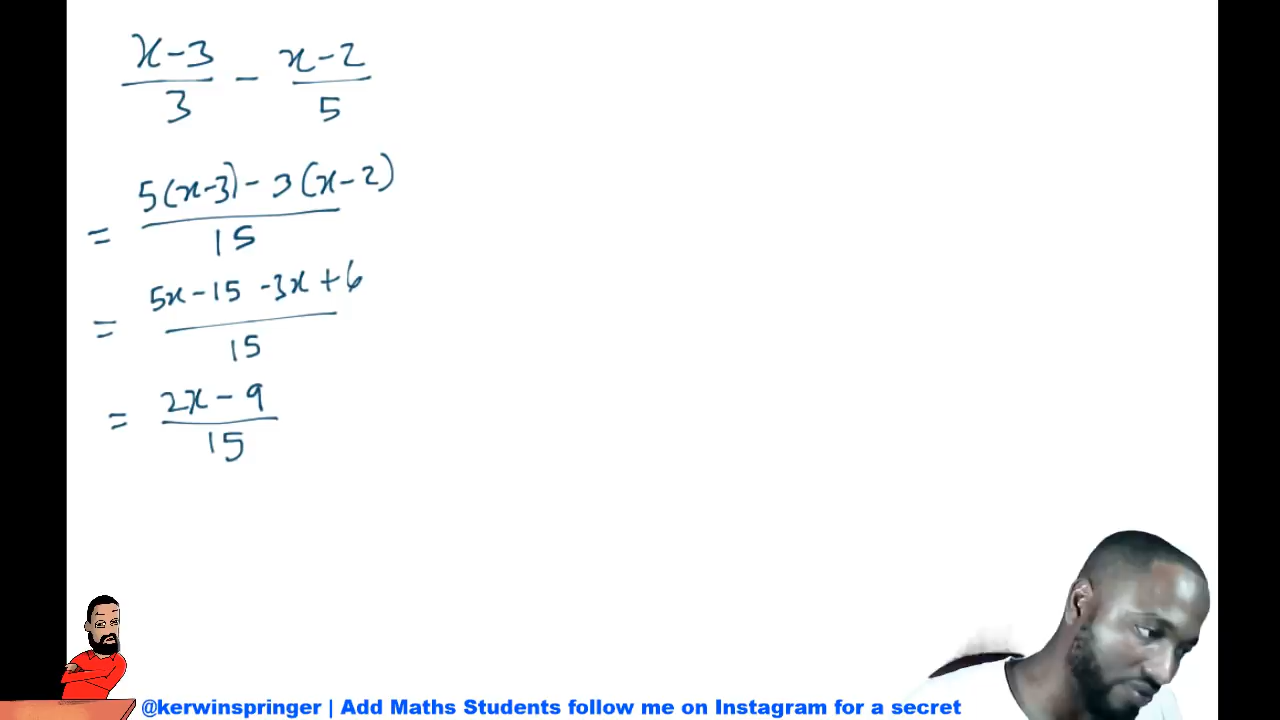 x-3/3 - x-2/5
= 5(x-3) - 3(x-2)/15
= 5x - 15 - 3x + 6/15
= 2x - 9/15
@kerwinspringer | Add Maths Students follow me on Instagram for a secret